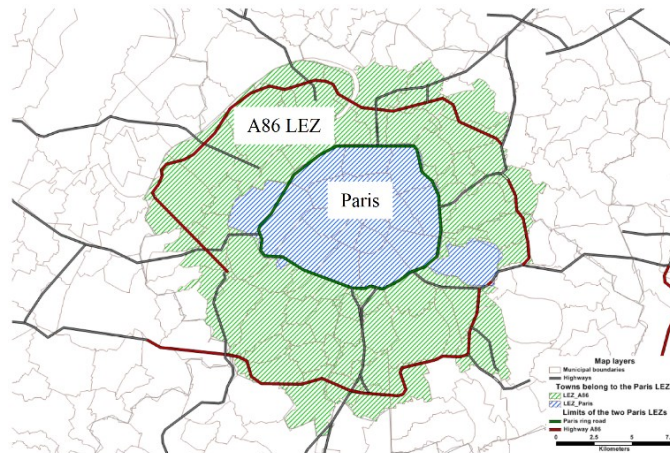 A86 LEZ
Paris
Map layers
Municipal boundaries
Highways
Towns belong to the Paris LEZ
LEZ_A86
LEZ_Paris
Limits of the two Paris LEZs
Paris ring road
Highway A86
0 2.5 5 7.
Kilometers